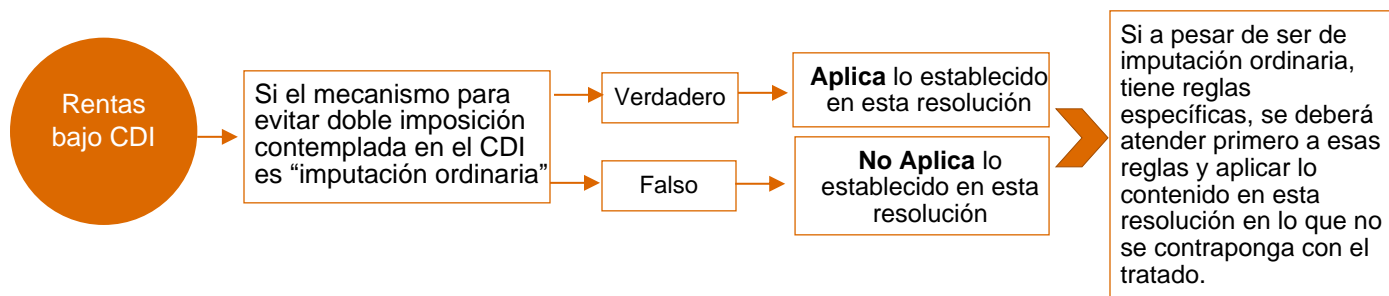 Rentas
bajo CDI
Si el mecanismo para
evitar doble imposición
contemplada en el CDI
es “imputación ordinaria”
Verdadero
Falso
Aplica lo establecido
en esta resolución
No Aplica lo
establecido en esta
resolución
Si a pesar de ser de
imputación ordinaria,
tiene reglas
específicas, se deberá
atender primero a esas
reglas y aplicar lo
contenido en esta
resolución en lo que no
se contraponga con el
tratado.